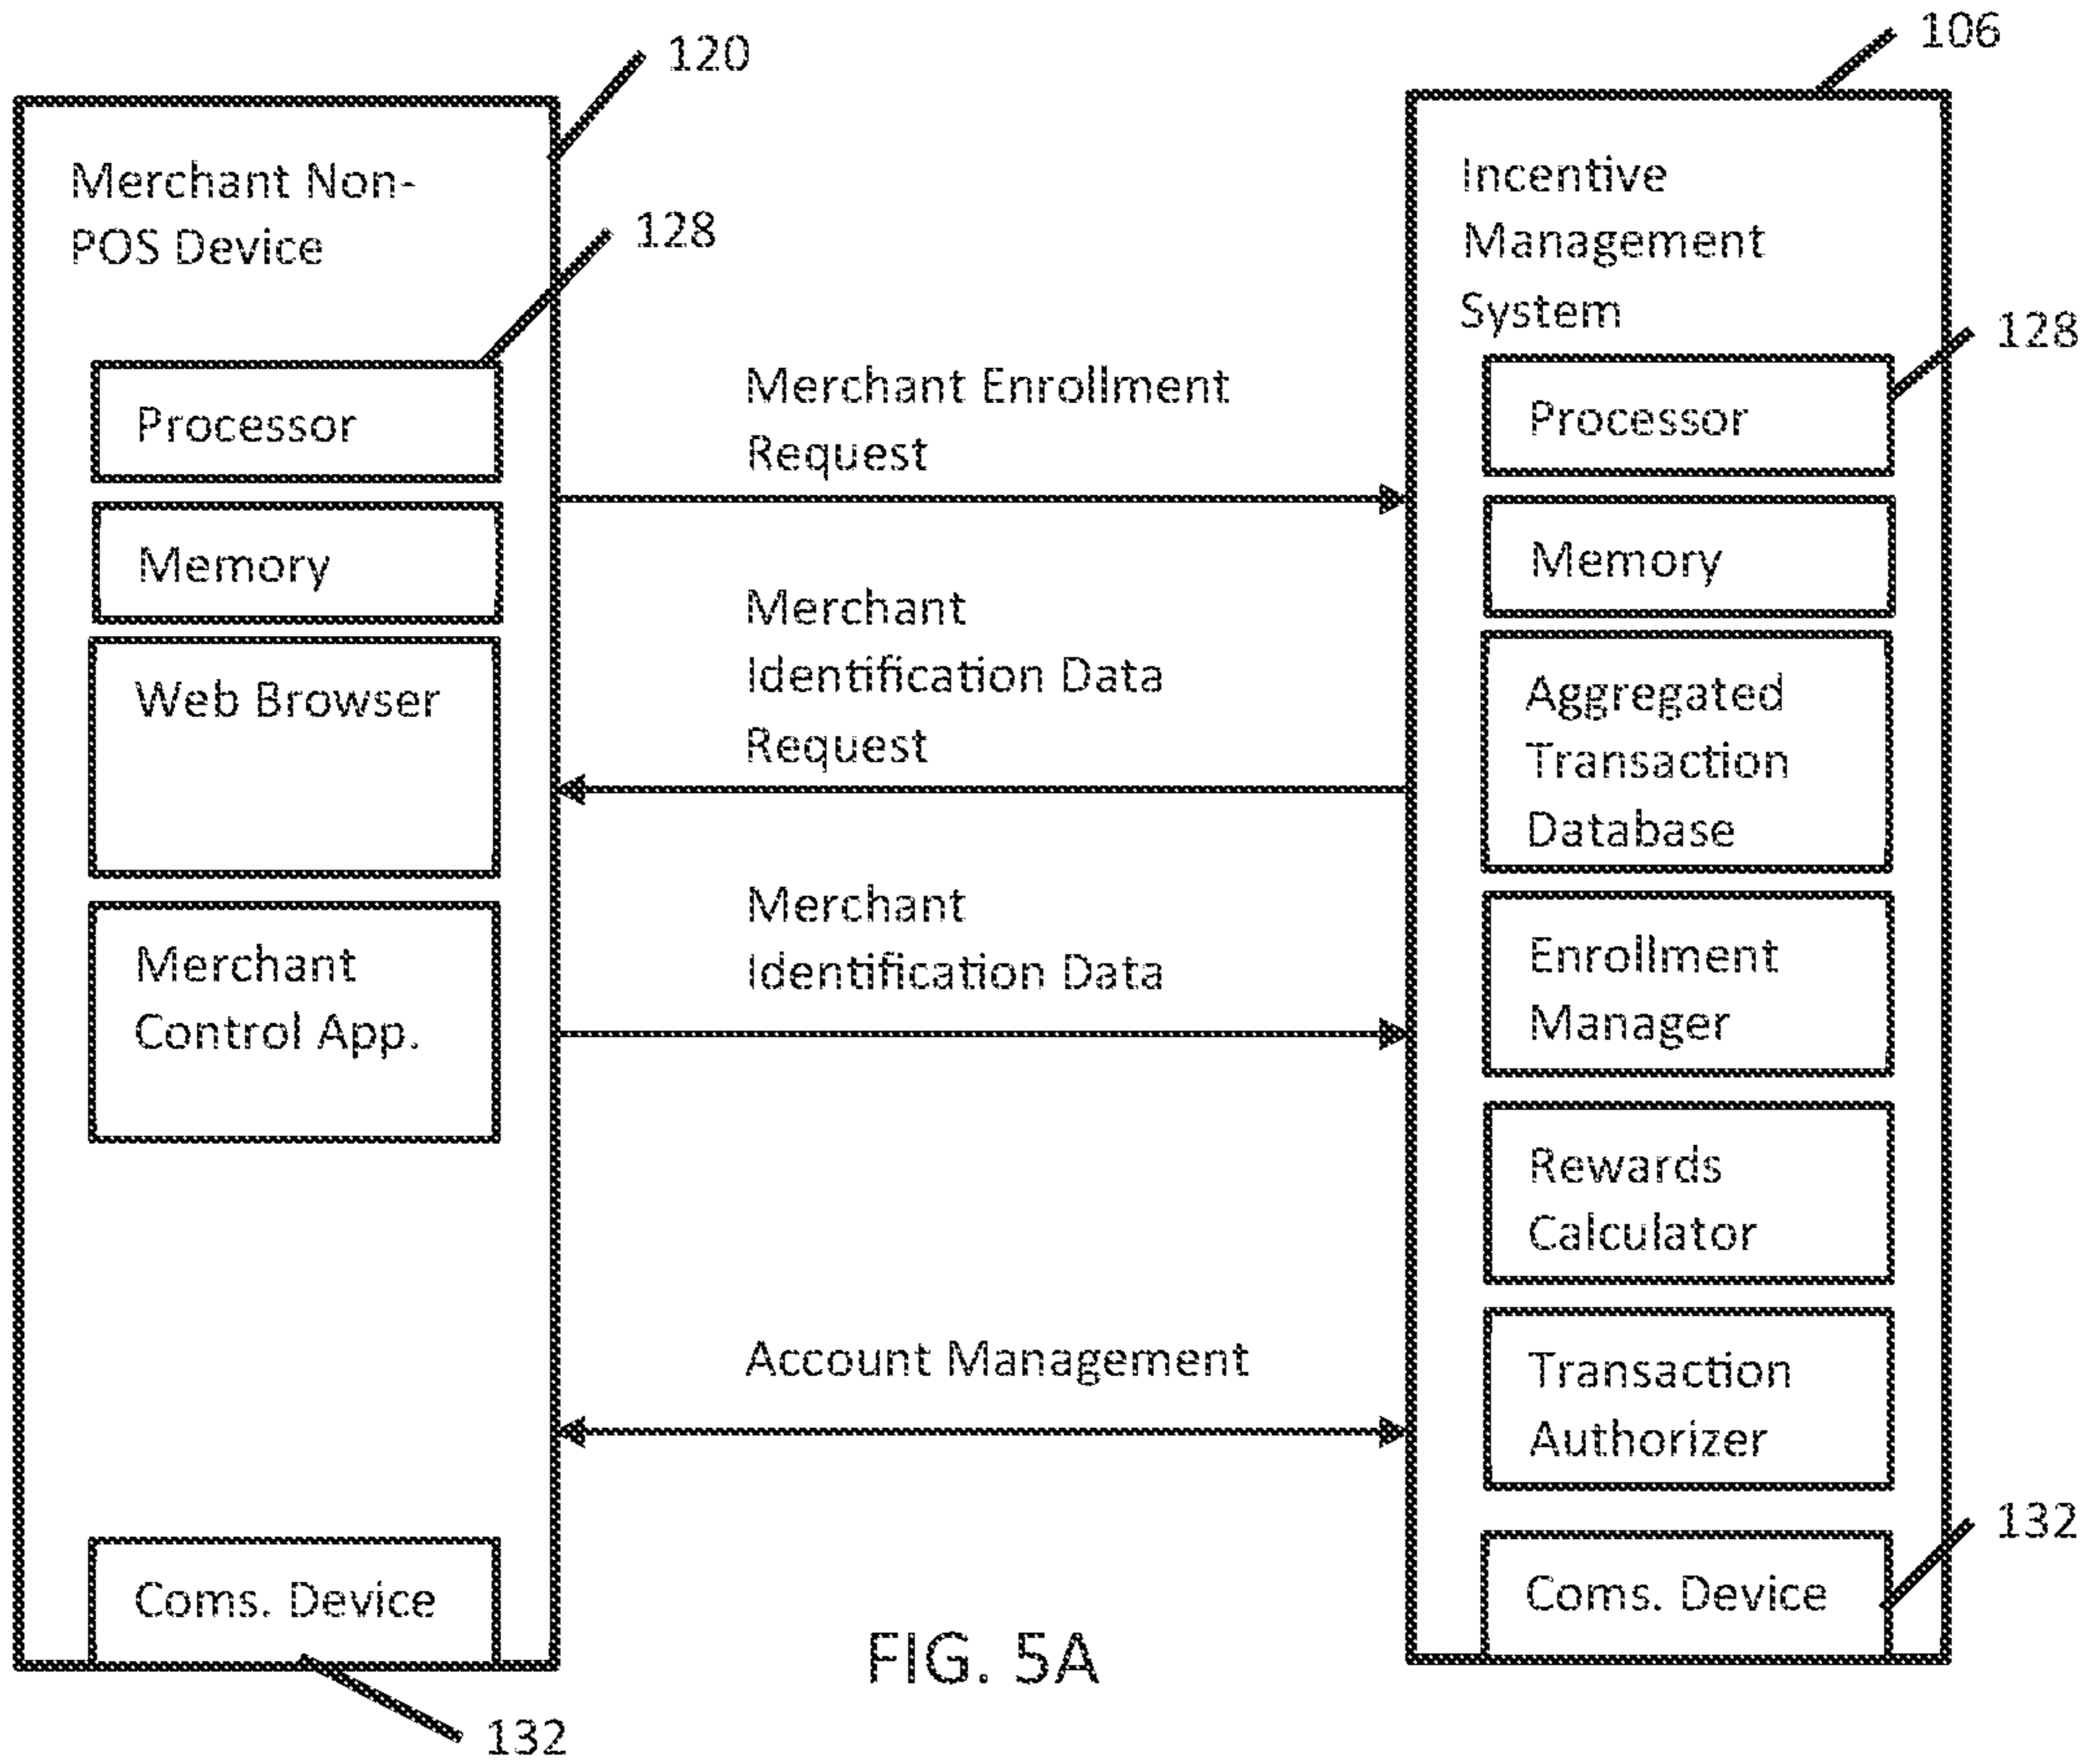 120
106
Merchant Non-
POS Device
128
Processor
Memory
Web Browser
Merchant
Control App.
Coms. Device
132
Merchant Enrollment
Request
Merchant
Identification Data
Request
Merchant
Identification Data
Account Management
Incentive
Management
System
128
Processor
Memory
Aggregated
Transaction
Database
Enrollment
Manager
Rewards
Calculator
Transaction
Authorizer
132
Coms. Device
FIG. 5A